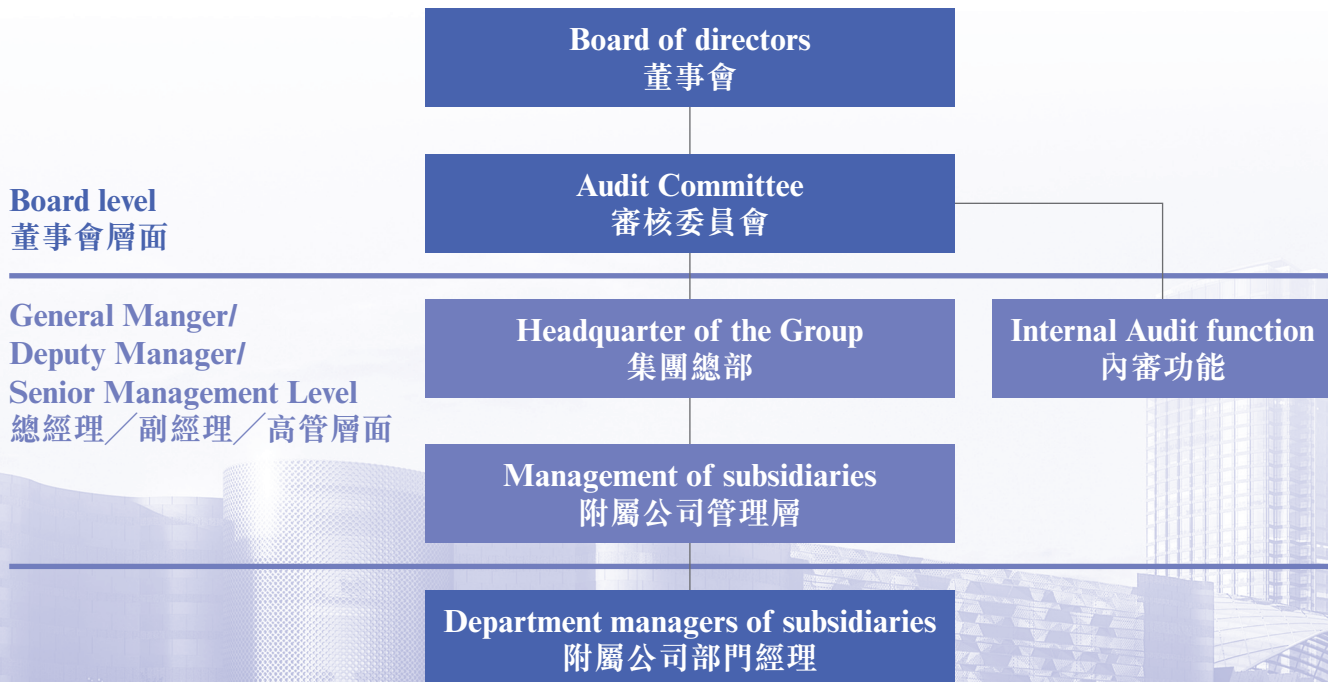 Board of directors
董事會
Audit Committee
審核委員會
Board level
董事會層面
General Manger/
Deputy Manager/
Senior Management Level
總經理╱副經理╱高管層面
Headquarter of the Group
集團總部
Internal Audit function
內審功能
Management of subsidiaries
附屬公司管理層
Department managers of subsidiaries
附屬公司部門經理